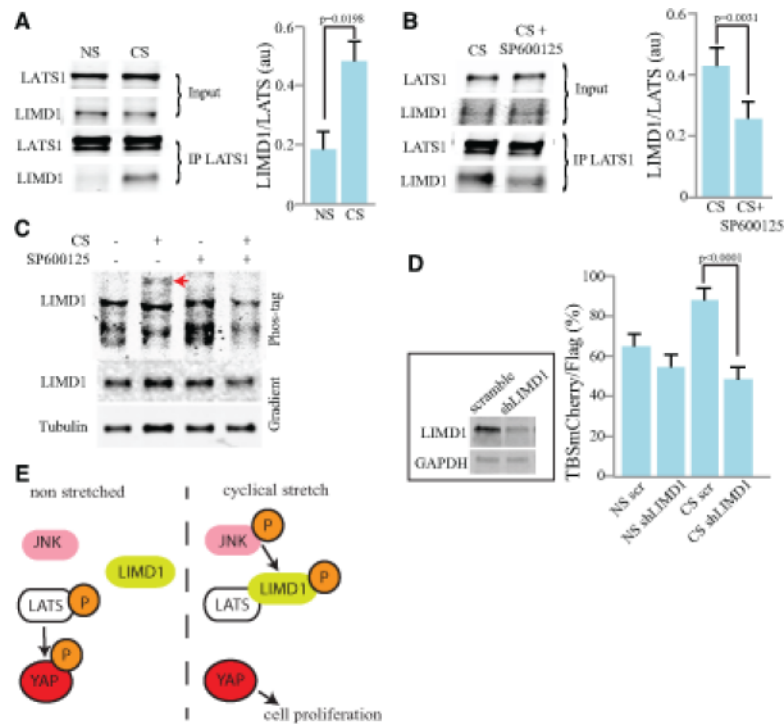 A
NS
CS
LATS1
LIMD1
Input
LATS1
LIMD1
IP LATS1
LIMD1/LATS (au)
0.6
0.4
0.2
0
p=0.0198
NS
CS
B
CS
CS +
SP600125
LATS1
LIMD1
Input
LATS1
LIMD1
IP LATS1
LIMD1/LATS (au)
0.6
0.4
0.2
0
p=0.0031
CS
CS+
SP600125
C
CS - + - +
SP600125 - - + +
LIMD1
Phos-tag
LIMD1
Tubulin
Gradient
D
scramble
shLIMD1
LIMD1
GAPDH
TBSmCherry/Flag (%)
100
80
60
40
20
0
p<0.0001
NS scr
NS shLIMD1
CS scr
CS shLIMD1
E
non stretched
cyclical stretch
JNK
LIMD1
LATS
P
YAP
P
JNK
P
LIMD1
P
LATS
YAP
cell proliferation